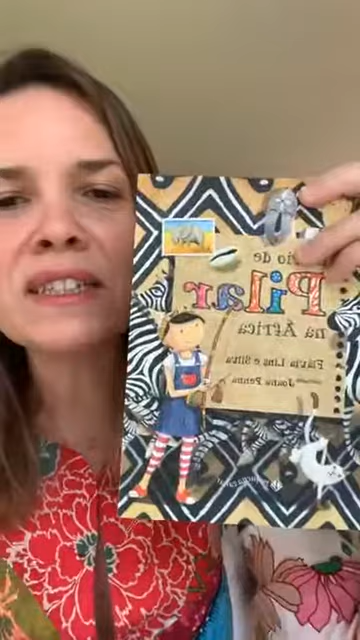 io de
Pilar
na África
Flávia Lins e Silva
Joana Penna